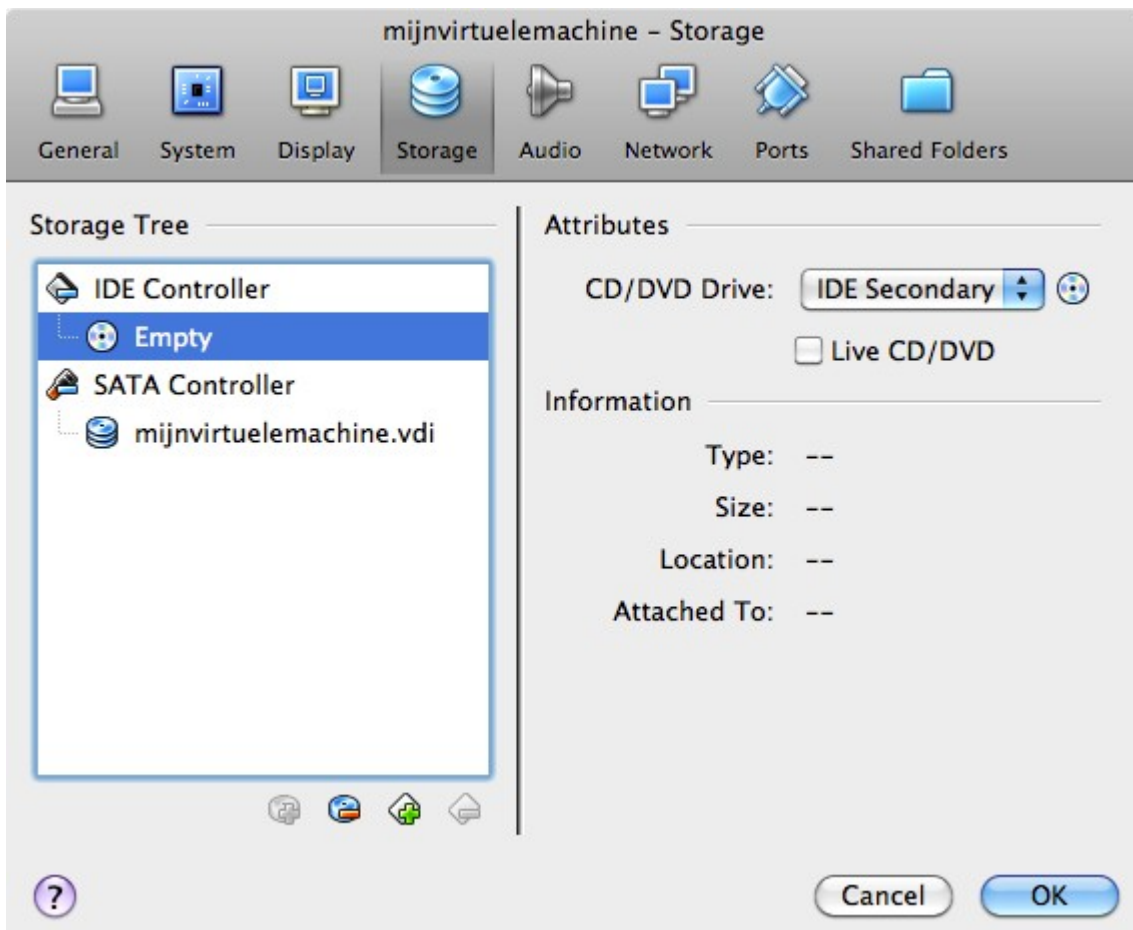 mijnvirtuelemachine – Storage
General System Display Storage Audio Network Ports Shared Folders
Storage Tree
IDE Controller
Empty
SATA Controller
mijnvirtuelemachine.vdi
Attributes
CD/DVD Drive: IDE Secondary
Live CD/DVD
Information
Type: --
Size: --
Location: --
Attached To: --
?
Cancel OK